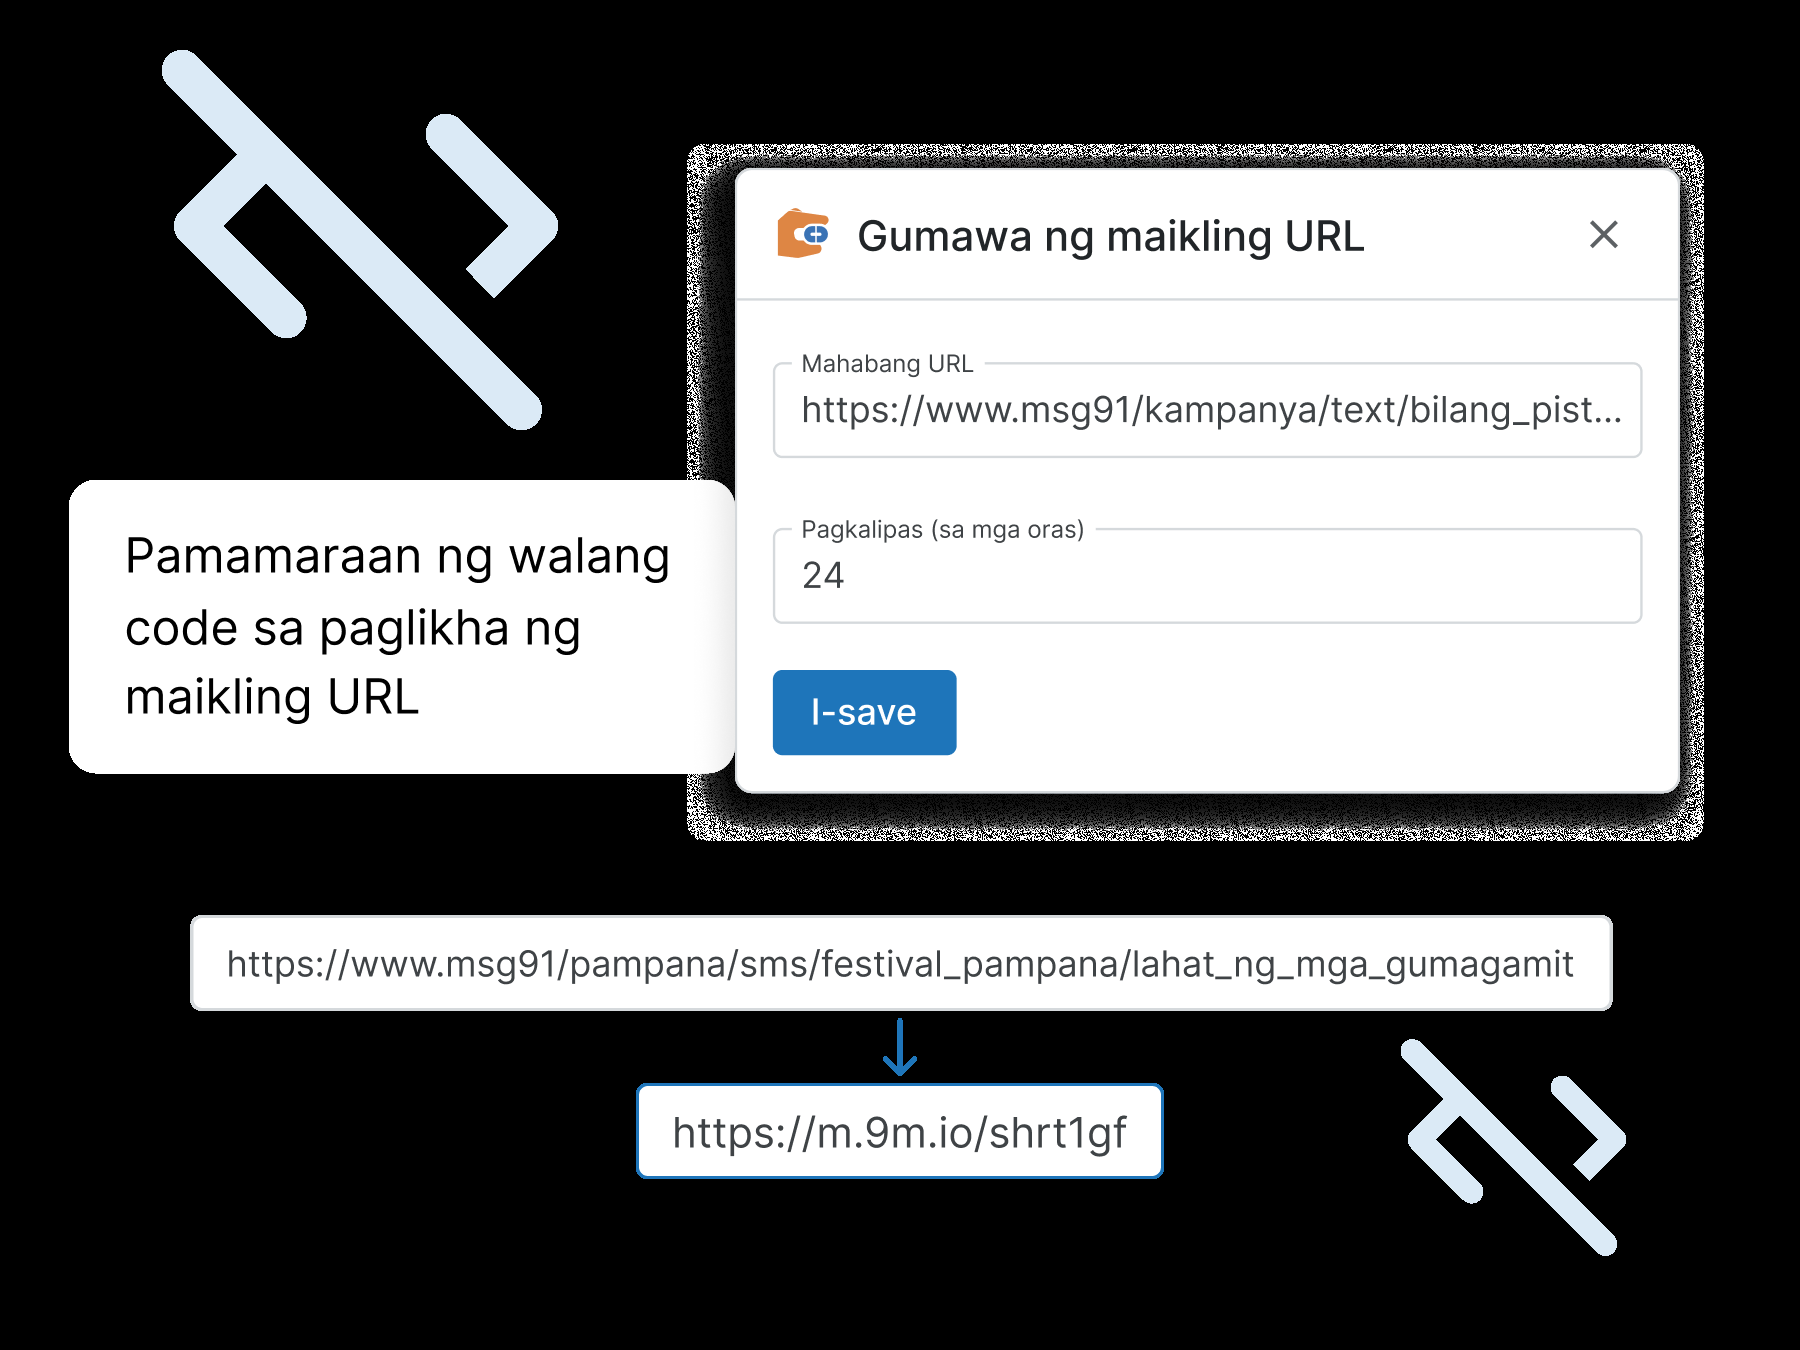 Gumawa ng maikling URL
Mahabang URL
https://www.msg91/kampanya/text/bilang_pist...
Pagkalipas (sa mga oras)
24
I-save
Pamamaraan ng walang
code sa paglikha ng
maikling URL
https://www.msg91/pampana/sms/festival_pampana/lahat_ng_mga_gumagamit
https://m.9m.io/shrt1gf